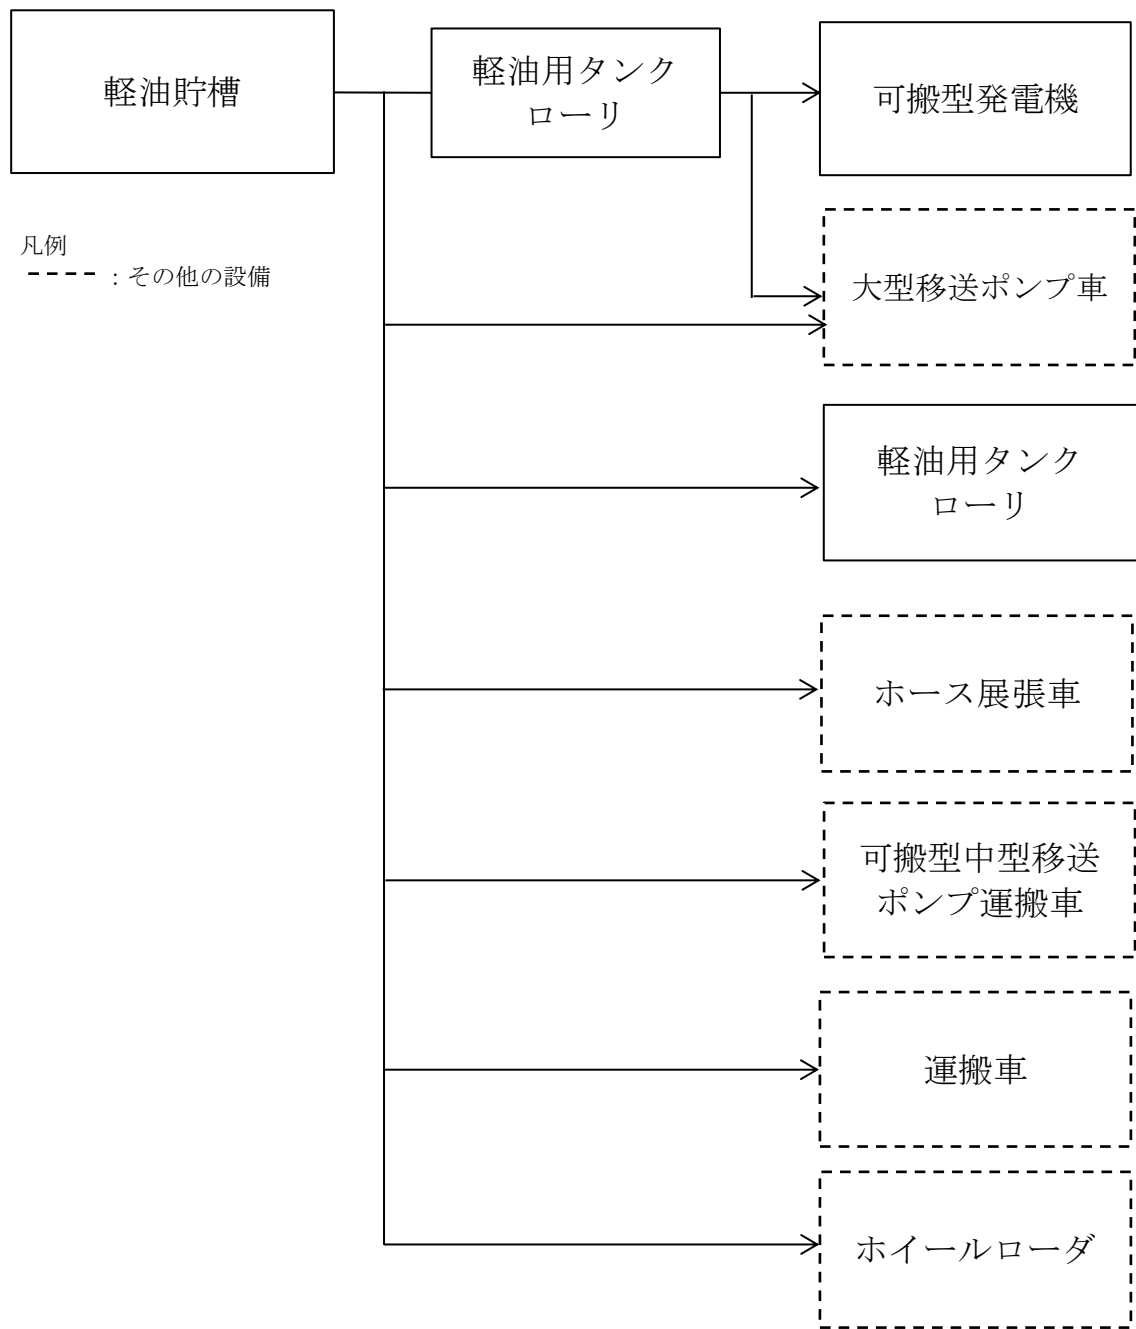 軽油貯槽
軽油用タンク
ローリ
可搬型発電機
凡例
：その他の設備
大型移送ポンプ車
軽油用タンク
ローリ
ホース展張車
可搬型中型移送
ポンプ運搬車
運搬車
ホイールローダ